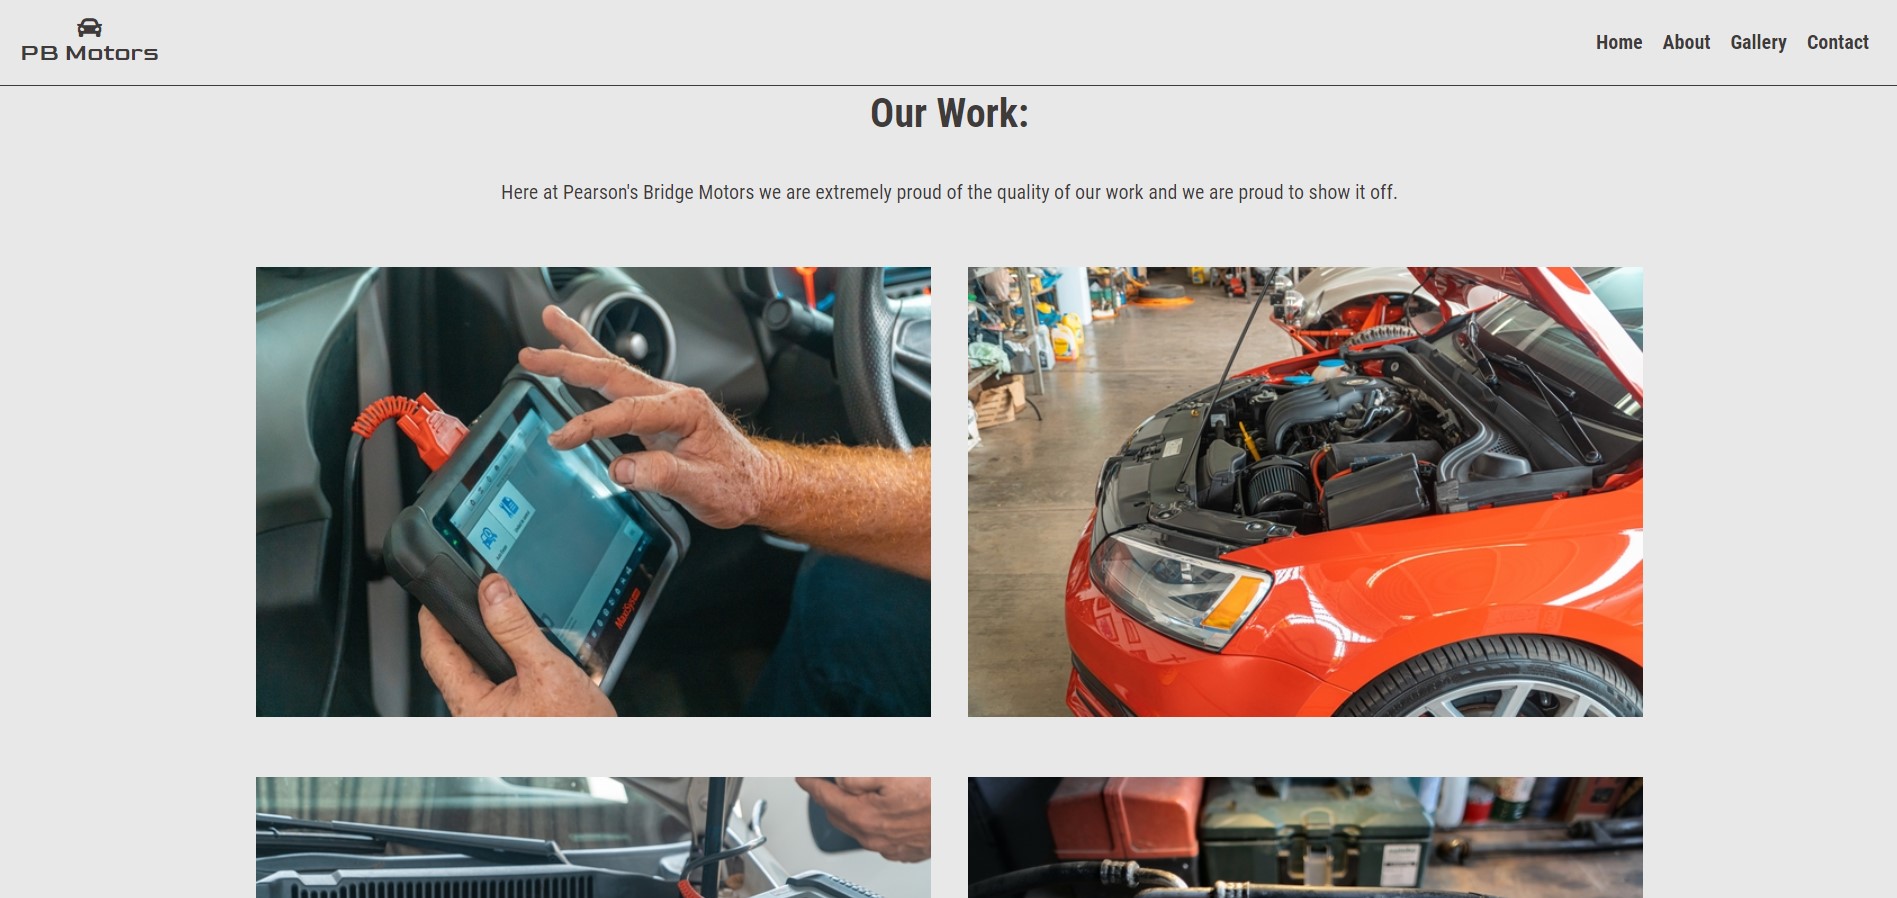 PB Motors
Home About Gallery Contact
Our Work:
Here at Pearson's Bridge Motors we are extremely proud of the quality of our work and we are proud to show it off.
MaxiSys